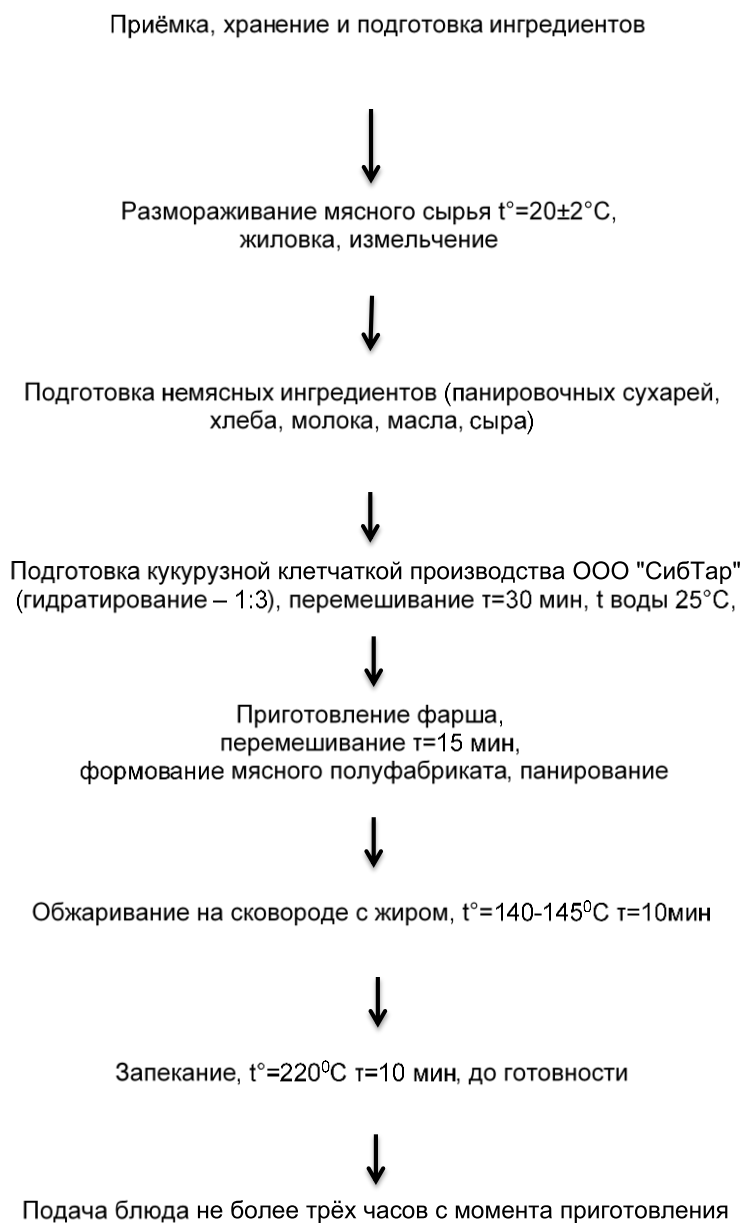 Приёмка, хранение и подготовка ингредиентов
Размораживание мясного сырья t°=20±2°С,
жиловка, измельчение
Подготовка немясных ингредиентов (панировочных сухарей,
хлеба, молока, масла, сыра)
Подготовка кукурузной клетчаткой производства ООО "СибТар"
(гидратирование – 1:3), перемешивание τ=30 мин, t воды 25°С,
Приготовление фарша,
перемешивание τ=15 мин,
формование мясного полуфабриката, панирование
Обжаривание на сковороде с жиром, t°=140-145⁰С τ=10мин
Запекание, t°=220⁰С τ=10 мин, до готовности
Подача блюда не более трёх часов с момента приготовления